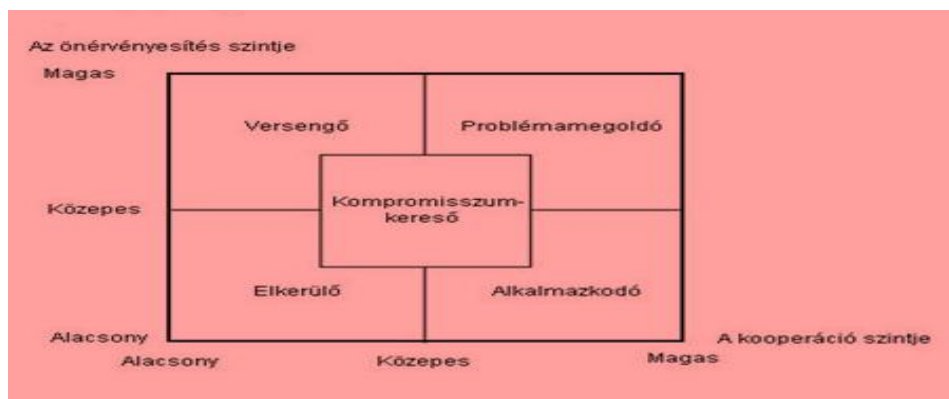 Az önérvényesítés szintje
Magas
Versengő
Problémamegoldó
Közepes
Kompromisszum-
kereső
Elkerülő
Alkalmazkodó
Alacsony
A kooperáció szintje
Alacsony
Közepes
Magas